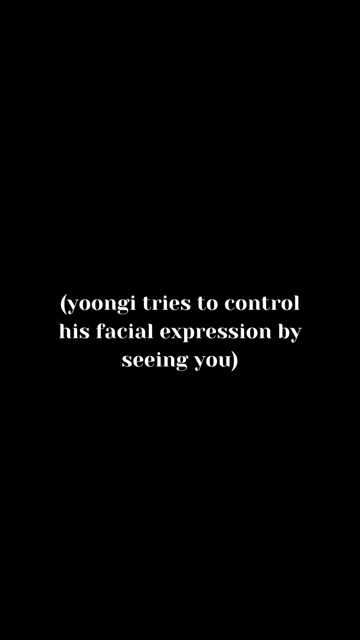 (yoongi tries to control
his facial expression by
seeing you)